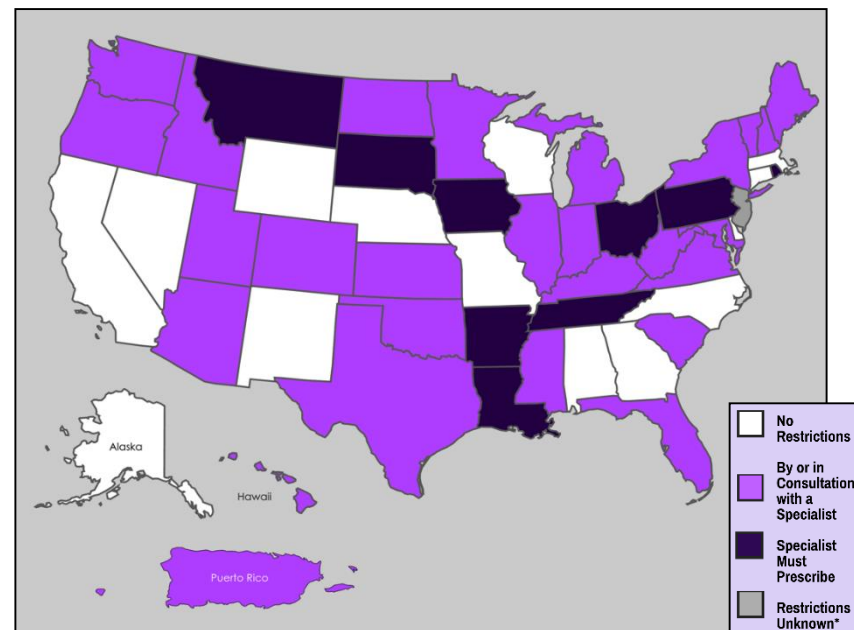 Alaska
Hawaii
Puerto Rico
No
Restrictions
By or in
Consultation
with a
Specialist
Specialist
Must
Prescribe
Restrictions
Unknown*